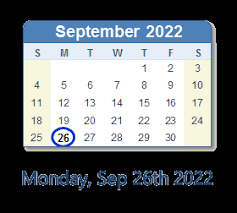 September 2022
S M T W T F S
1 2 3
4 5 6 7 8 9 10
11 12 13 14 15 16 17
18 19 20 21 22 23 24
25 26 27 28 29 30
Monday, Sep 26th 2022